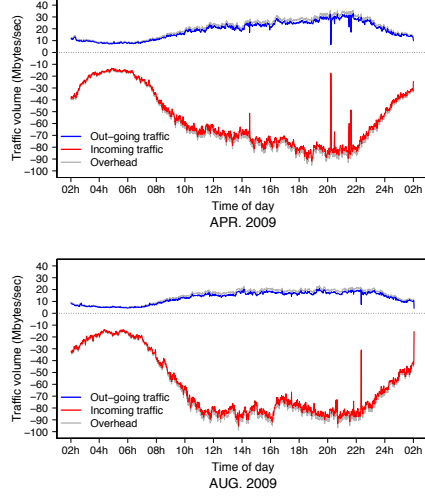 40
30
20
10
0
−10
−20
−30
−40
−50
−60
−70
−80
−90
−100
Traffic volume (Mbytes/sec)
Out−going traffic
Incoming traffic
Overhead
02h 04h 06h 08h 10h 12h 14h 16h 18h 20h 22h 24h 02h
Time of day
APR. 2009
40
30
20
10
0
−10
−20
−30
−40
−50
−60
−70
−80
−90
−100
Traffic volume (Mbytes/sec)
Out−going traffic
Incoming traffic
Overhead
02h 04h 06h 08h 10h 12h 14h 16h 18h 20h 22h 24h 02h
Time of day
AUG. 2009